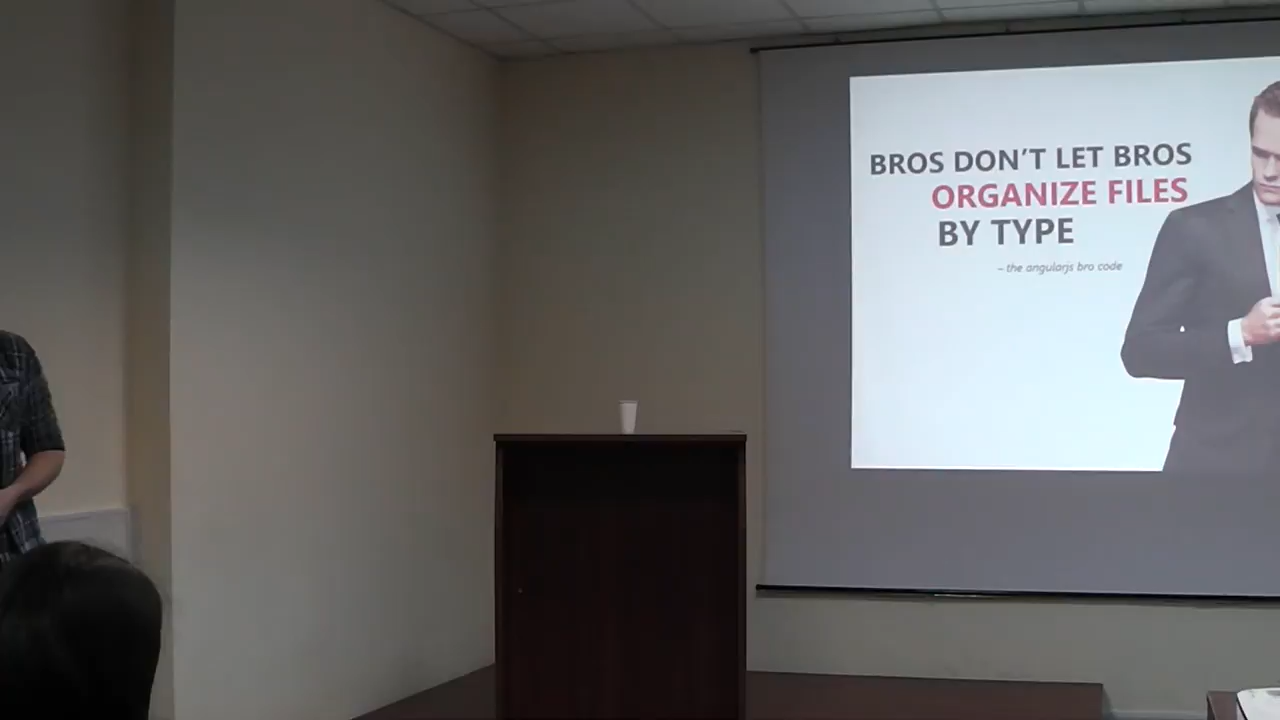 BROS DON'T LET BROS
ORGANIZE FILES
BY TYPE
– the angularjs bro code